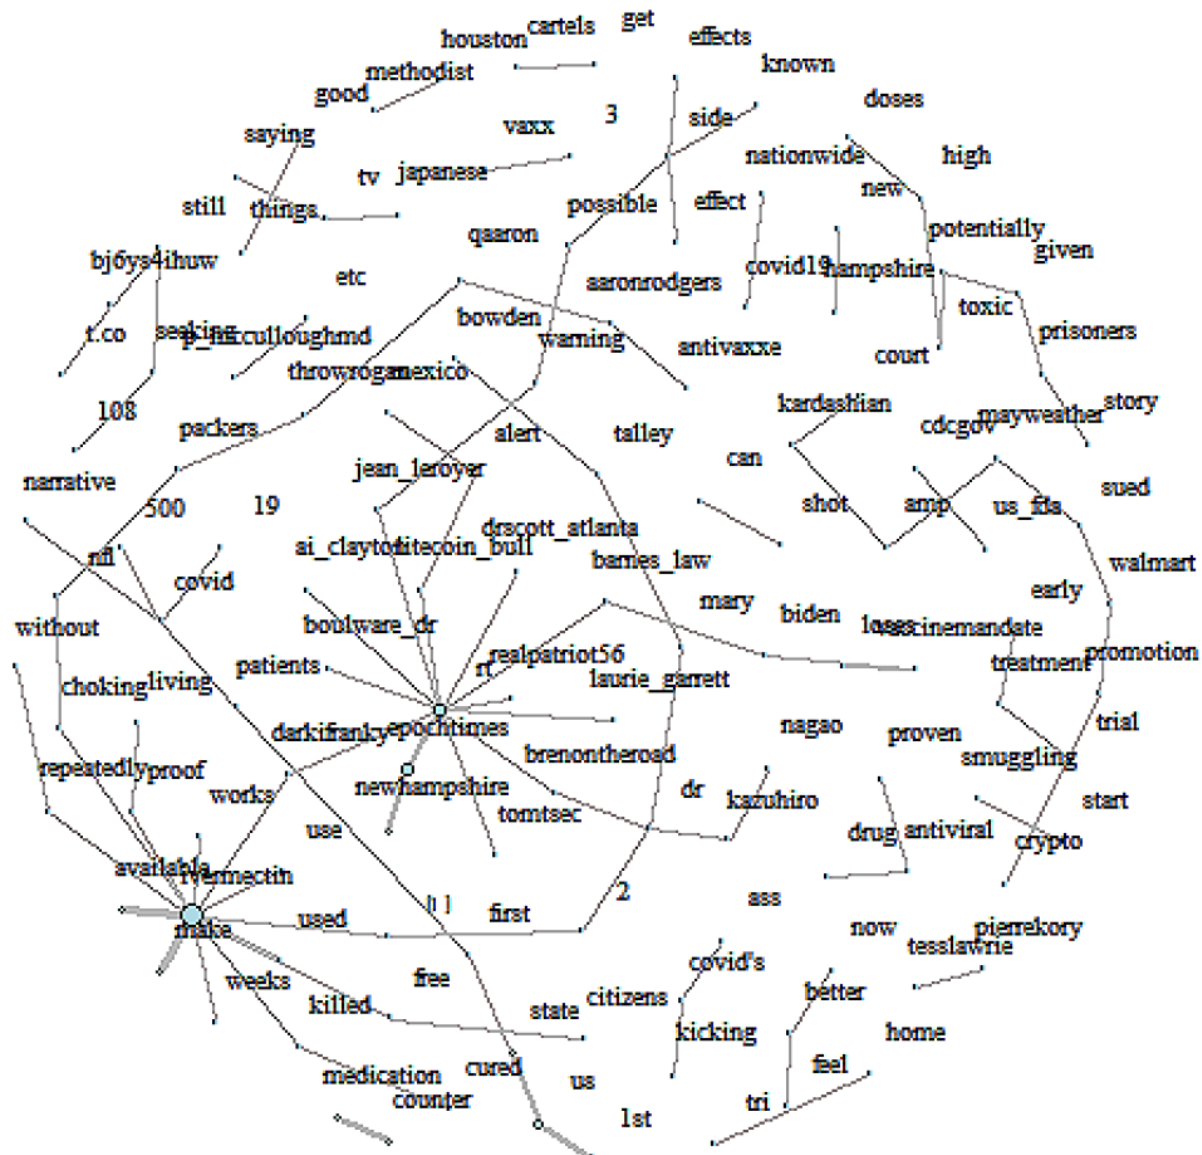 get
cartels
effects
houston
known
methodist
good
doses
3
side
vaxx
saying
nationwide
high
tv
japanese
new
still
things
possible
effect
potentially
qaaron
given
bj6ys4ihuw
covid19
hampshire
etc
aaronrodgers
toxic
bowden
t.co
seeking
p_mcculloughmd
warning
prisoners
antivaxxe
court
throwrogan
mexico
108
kardashian
story
mayweather
packers
alert
talley
cdcgov
can
jean_leroyer
narrative
sued
500
19
shot
amp
us_fda
drscott_atlanta
ai_clayton
litecoin_bull
nfl
barnes_law
walmart
covid
early
mary
biden
without
boulware_dr
loses
vaccinemandate
patients
rt
realpatriot56
treatment
promotion
choking
living
laurie_garrett
trial
darkifranky
epochtimes
nagao
proven
brenontheroad
smuggling
repeatedly
proof
works
newhampshire
dr
kazuhiro
start
tomtsec
use
drug
antiviral
crypto
available
ivermectin
2
ass
used
first
make
now
pierrekory
tesslawrie
covid's
weeks
free
killed
state
citizens
better
kicking
home
cured
feel
medication
us
counter
tri
1st